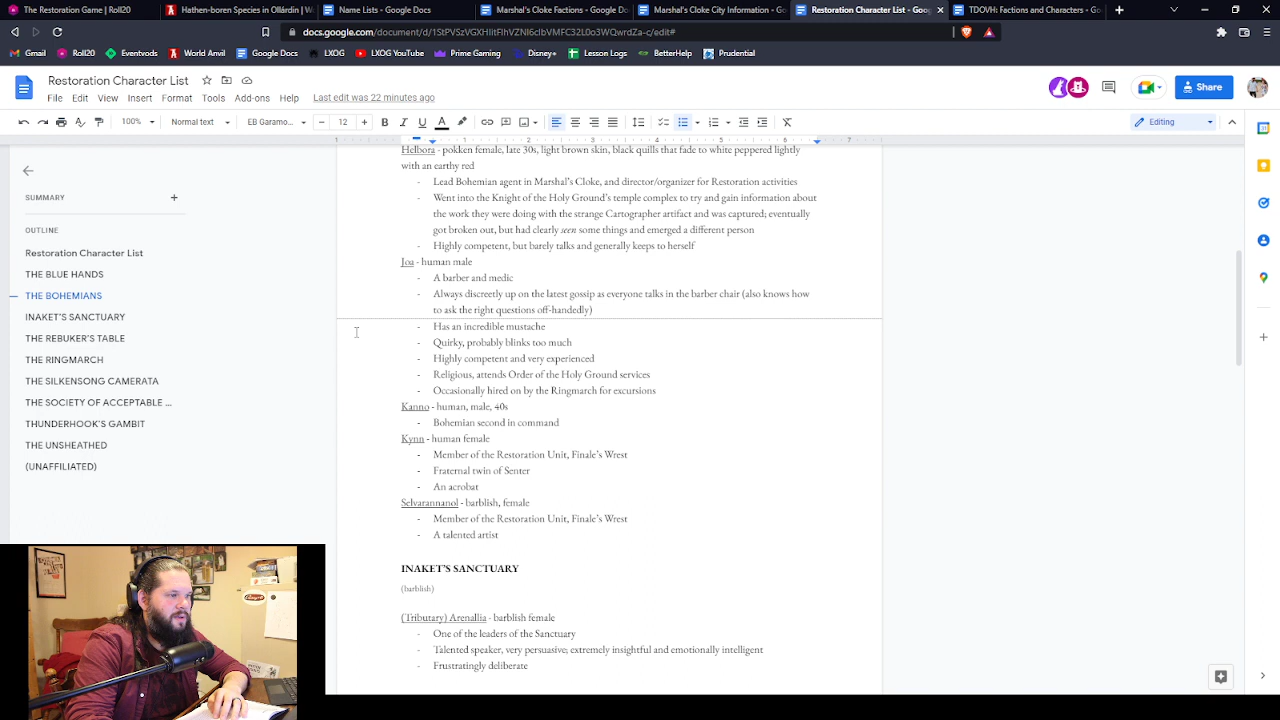 The Restoration Game | Roll20
Hathen-boren Species in Ollárdin | W
Name Lists - Google Docs
Marshal's Cloke Factions - Google Do
Marshal's Cloke City Information - Go
Restoration Character List - Goo
TDOVH: Factions and Characters - Go
docs.google.com/document/d/
Gmail
Roll20
LXOG
World Anvil
Google Drive
LXOG YouTube
Prime Gaming
Disney+
Lesson Logs
BetterHelp
Prudential
Restoration Character List
File Edit View Insert Format Tools Add-ons Help Last edit was 22 minutes ago
Share
100% Normal text EB Garamo... 12 B I U A
Editing
SUMMARY
OUTLINE
Restoration Character List
THE BLUE HANDS
THE BOHEMIANS
INAKET'S SANCTUARY
THE REBUKER'S TABLE
THE RINGMARCH
THE SILKENSONG CAMERATA
THE SOCIETY OF ACCEPTABLE ...
THUNDERHOOK'S GAMBIT
THE UNSHEATHED
(UNAFFILIATED)
Helbora - pokken female, late 30s, light brown skin, black quills that fade to white peppered lightly
with an earthy red
- Lead Bohemian agent in Marshal's Cloke, and director/organizer for Restoration activities
- Went into the Knight of the Holy Ground's temple complex to try and gain information about
the work they were doing with the strange Cartographer artifact and was captured; eventually
got broken out, but had clearly seen some things and emerged a different person
- Highly competent, but barely talks and generally keeps to herself
Joa - human male
- A barber and medic
- Always discreetly up on the latest gossip as everyone talks in the barber chair (also knows how
to ask the right questions off-handedly)
- Has an incredible mustache
- Quirky, probably blinks too much
- Highly competent and very experienced
- Religious, attends Order of the Holy Ground services
- Occasionally hired on by the Ringmarch for excursions
Kanno - human, male, 40s
- Bohemian second in command
Kynn - human female
- Member of the Restoration Unit, Finale's Wrest
- Fraternal twin of Senter
- An acrobat
Selvarannanol - barblish, female
- Member of the Restoration Unit, Finale's Wrest
- A talented artist
INAKET'S SANCTUARY
(barblish)
(Tributary) Arenallia - barblish female
- One of the leaders of the Sanctuary
- Talented speaker, very persuasive; extremely insightful and emotionally intelligent
- Frustratingly deliberate